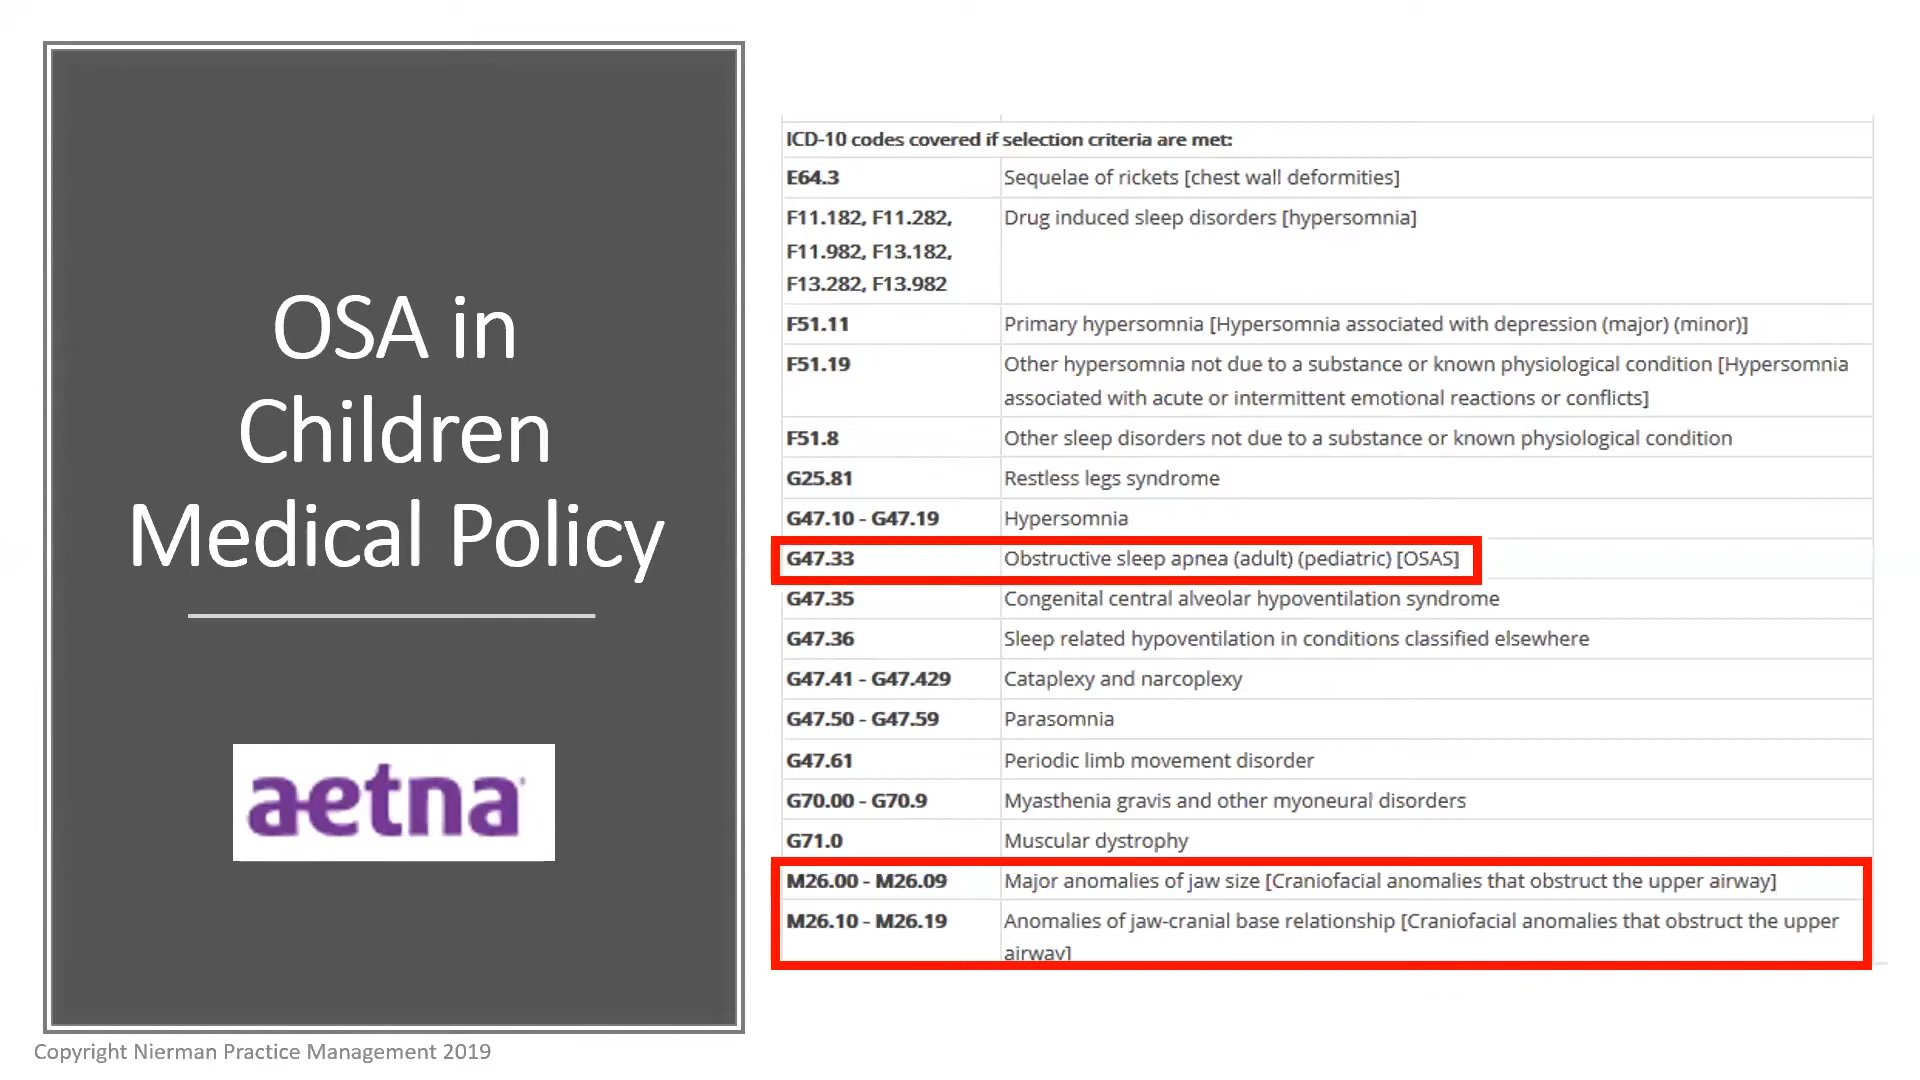 OSA in
Children
Medical Policy
aetna
ICD-10 codes covered if selection criteria are met:
E64.3 Sequelae of rickets [chest wall deformities]
F11.182, F11.282, Drug induced sleep disorders [hypersomnia]
F11.982, F13.182,
F13.282, F13.982
F51.11 Primary hypersomnia [Hypersomnia associated with depression (major) (minor)]
F51.19 Other hypersomnia not due to a substance or known physiological condition [Hypersomnia
associated with acute or intermittent emotional reactions or conflicts]
F51.8 Other sleep disorders not due to a substance or known physiological condition
G25.81 Restless legs syndrome
G47.10 - G47.19 Hypersomnia
G47.33 Obstructive sleep apnea (adult) (pediatric) [OSAS]
G47.35 Congenital central alveolar hypoventilation syndrome
G47.36 Sleep related hypoventilation in conditions classified elsewhere
G47.41 - G47.429 Cataplexy and narcoplexy
G47.50 - G47.59 Parasomnia
G47.61 Periodic limb movement disorder
G70.00 - G70.9 Myasthenia gravis and other myoneural disorders
G71.0 Muscular dystrophy
M26.00 - M26.09 Major anomalies of jaw size [Craniofacial anomalies that obstruct the upper airway]
M26.10 - M26.19 Anomalies of jaw-cranial base relationship [Craniofacial anomalies that obstruct the upper
airway]
Copyright Nierman Practice Management 2019